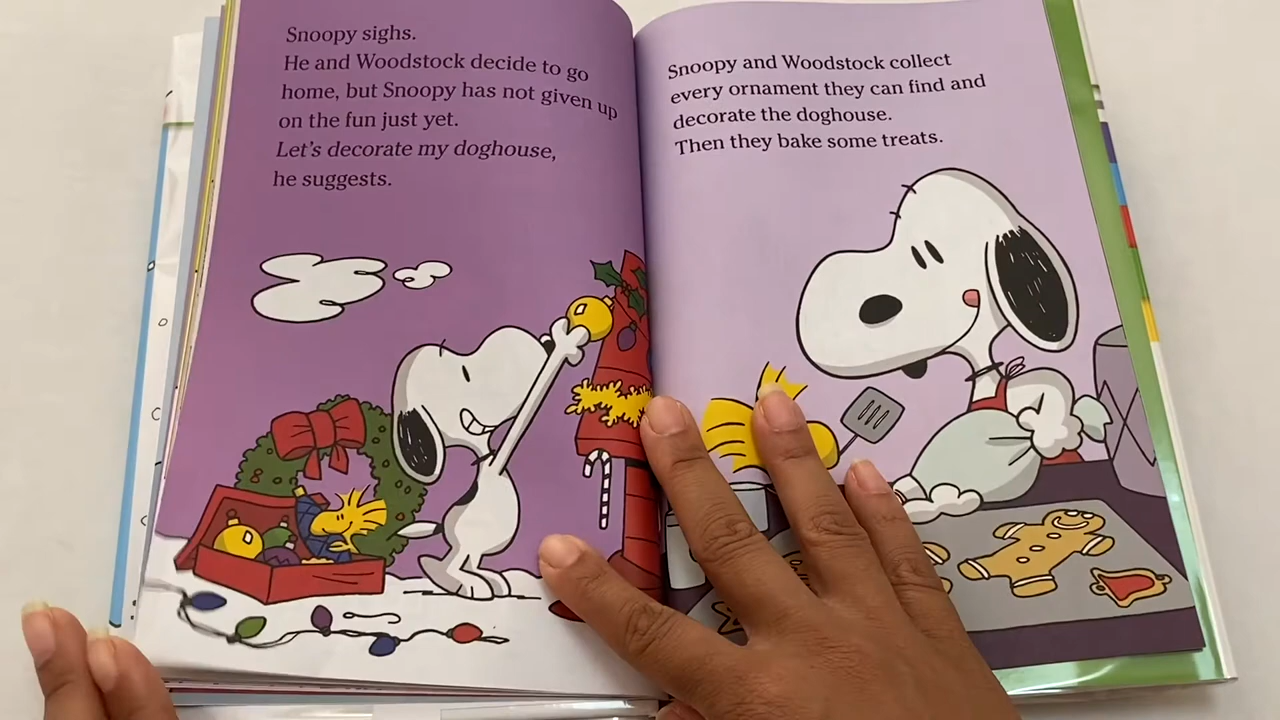 Snoopy sighs.
He and Woodstock decide to go
home, but Snoopy has not given up
on the fun just yet.
Let's decorate my doghouse,
he suggests.
Snoopy and Woodstock collect
every ornament they can find and
decorate the doghouse.
Then they bake some treats.